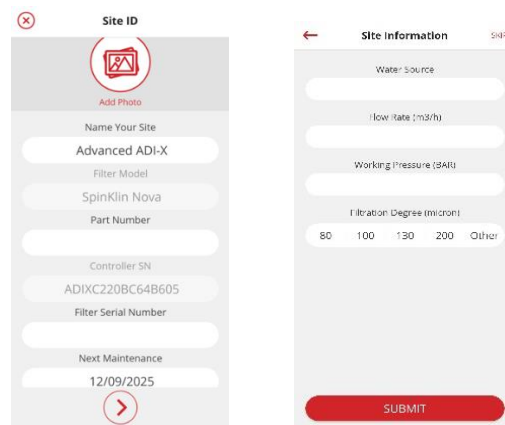 Site ID
Add Photo
Name Your Site
Advanced ADI-X
Filter Model
SpinKlin Nova
Part Number
Controller SN
ADIXC220BC64B605
Filter Serial Number
Next Maintenance
12/09/2025
Site Information
SKIP
Water Source
Flow Rate (m3/h)
Working Pressure (BAR)
Filtration Degree (micron)
80 100 130 200 Other
SUBMIT